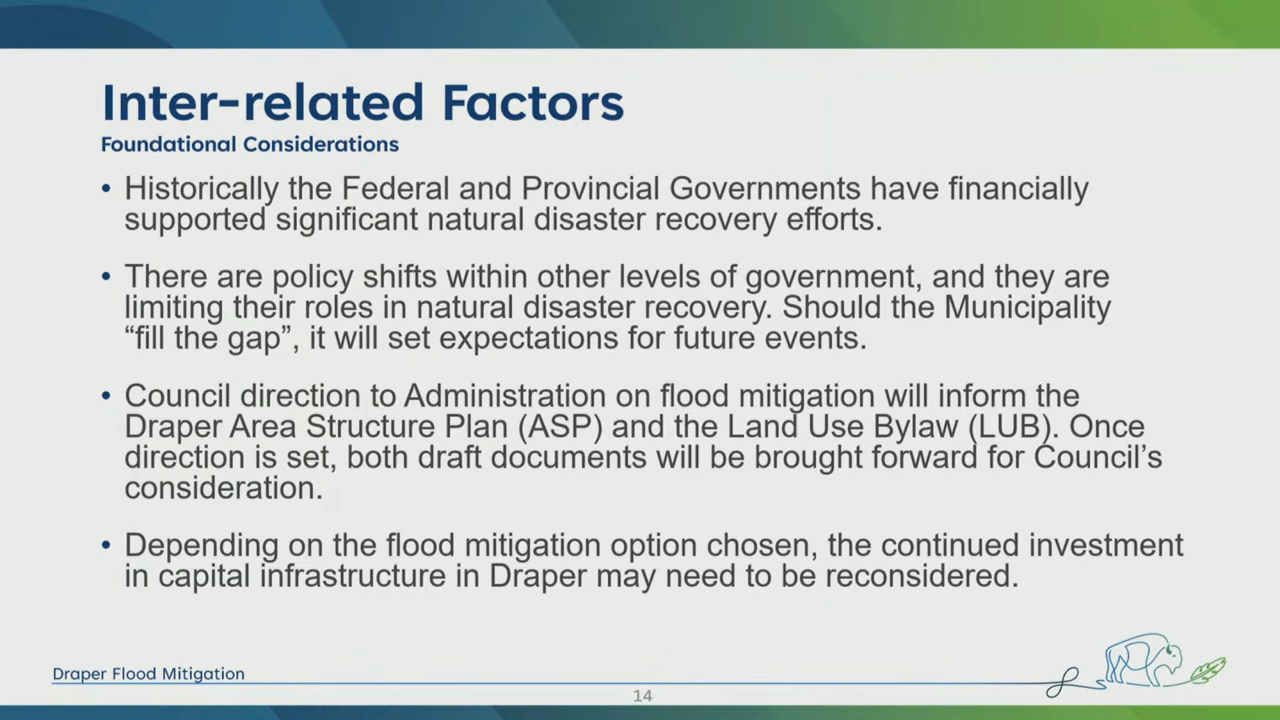 Inter-related Factors
Foundational Considerations
• Historically the Federal and Provincial Governments have financially
supported significant natural disaster recovery efforts.
• There are policy shifts within other levels of government, and they are
limiting their roles in natural disaster recovery. Should the Municipality
“fill the gap”, it will set expectations for future events.
• Council direction to Administration on flood mitigation will inform the
Draper Area Structure Plan (ASP) and the Land Use Bylaw (LUB). Once
direction is set, both draft documents will be brought forward for Council’s
consideration.
• Depending on the flood mitigation option chosen, the continued investment
in capital infrastructure in Draper may need to be reconsidered.
Draper Flood Mitigation
14